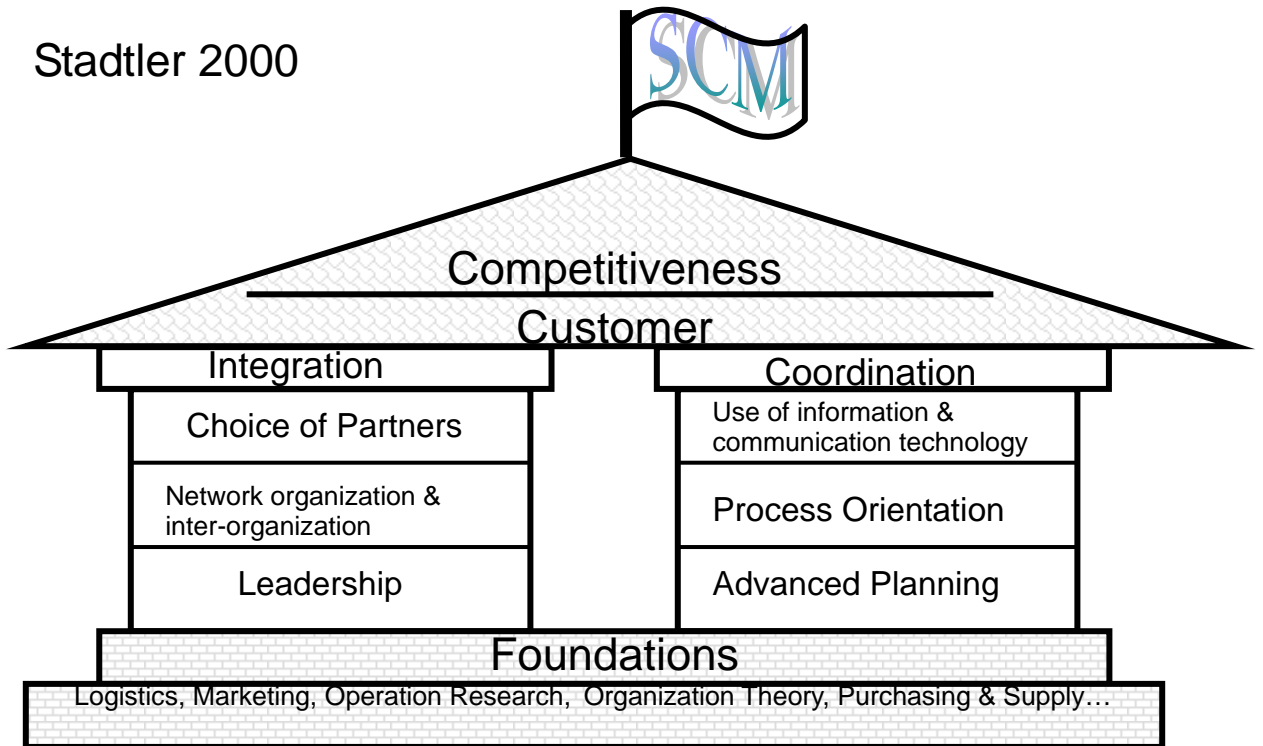 Stadtler 2000
SCM
Competitiveness
Customer
Integration
Choice of Partners
Network organization &
inter-organization
Leadership
Coordination
Use of information &
communication technology
Process Orientation
Advanced Planning
Foundations
Logistics, Marketing, Operation Research, Organization Theory, Purchasing & Supply…